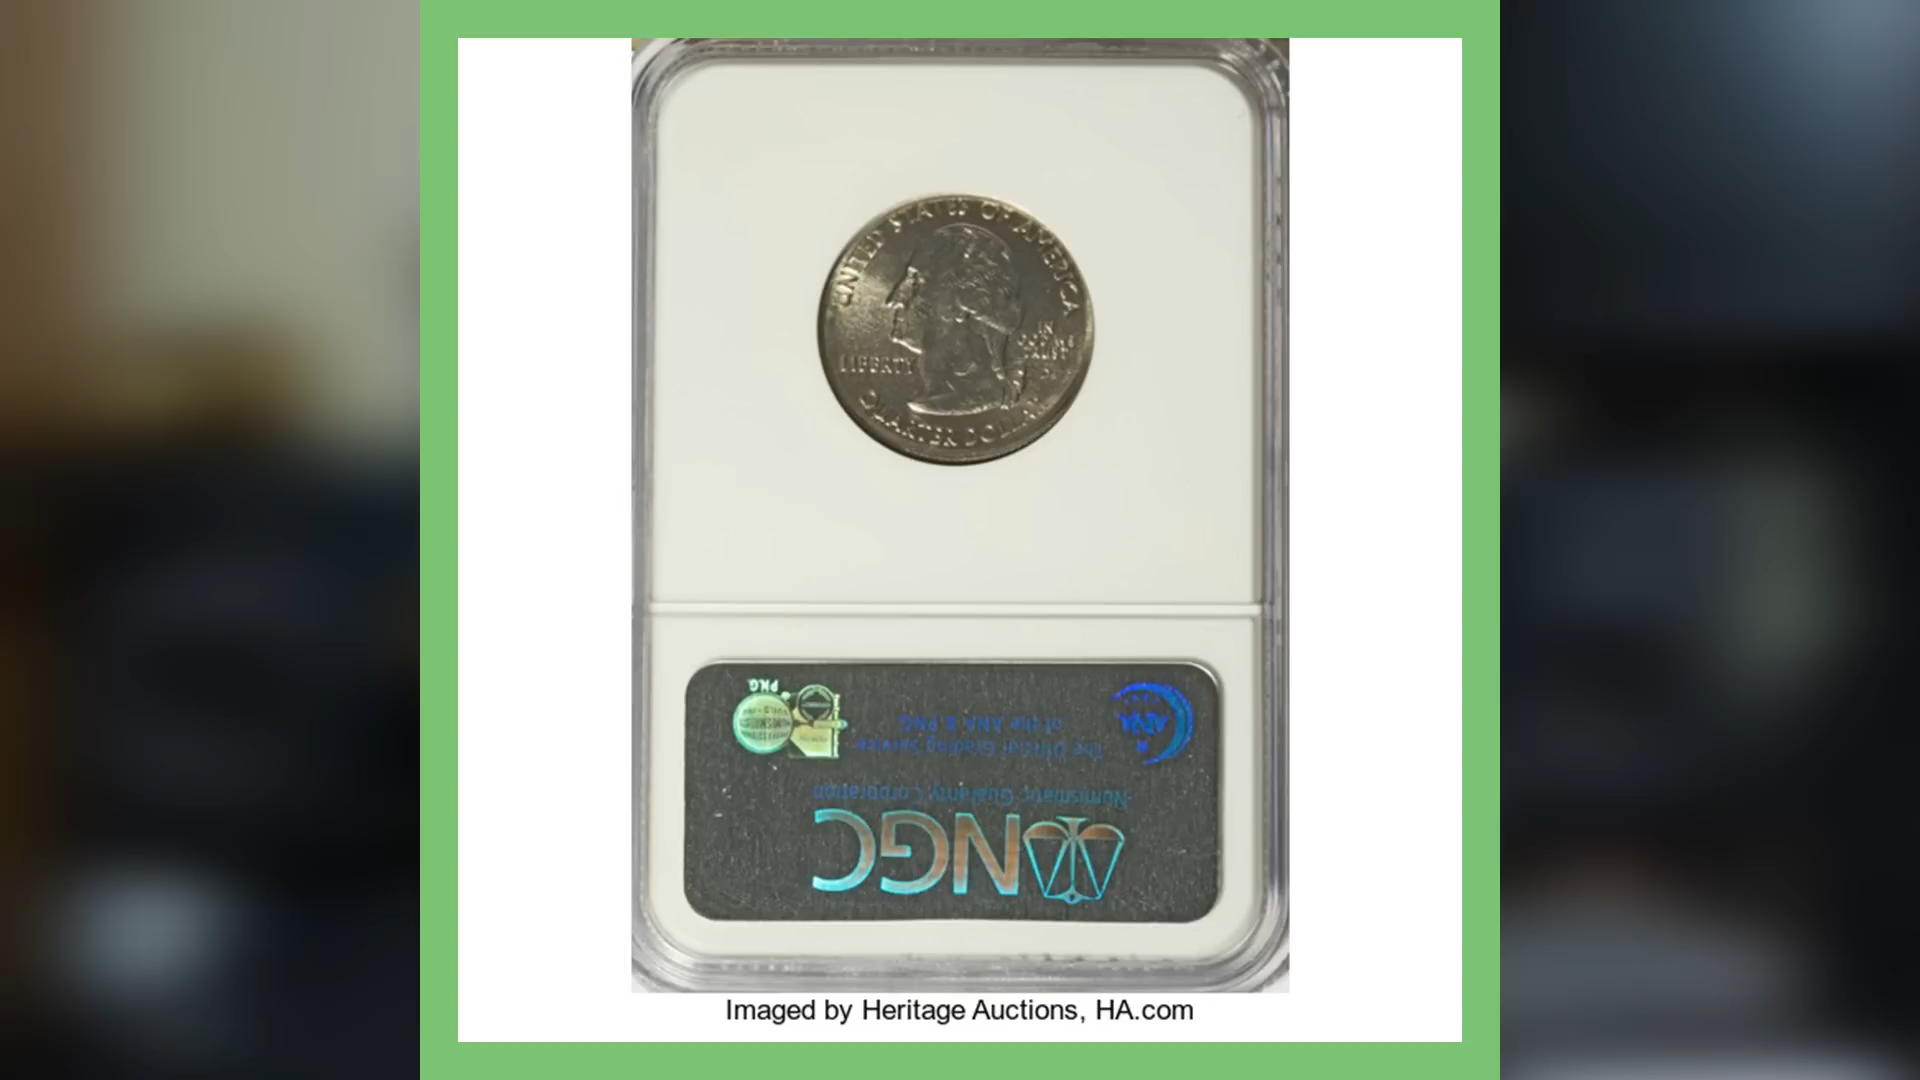 UNITED STATES OF AMERICA
LIBERTY
IN
GOD WE
TRUST
QUARTER DOLLAR
P.N.G.
of the ANA & PNG
The Official Grading Service
Numismatic Guaranty Corporation
NGC
ANA
Imaged by Heritage Auctions, HA.com